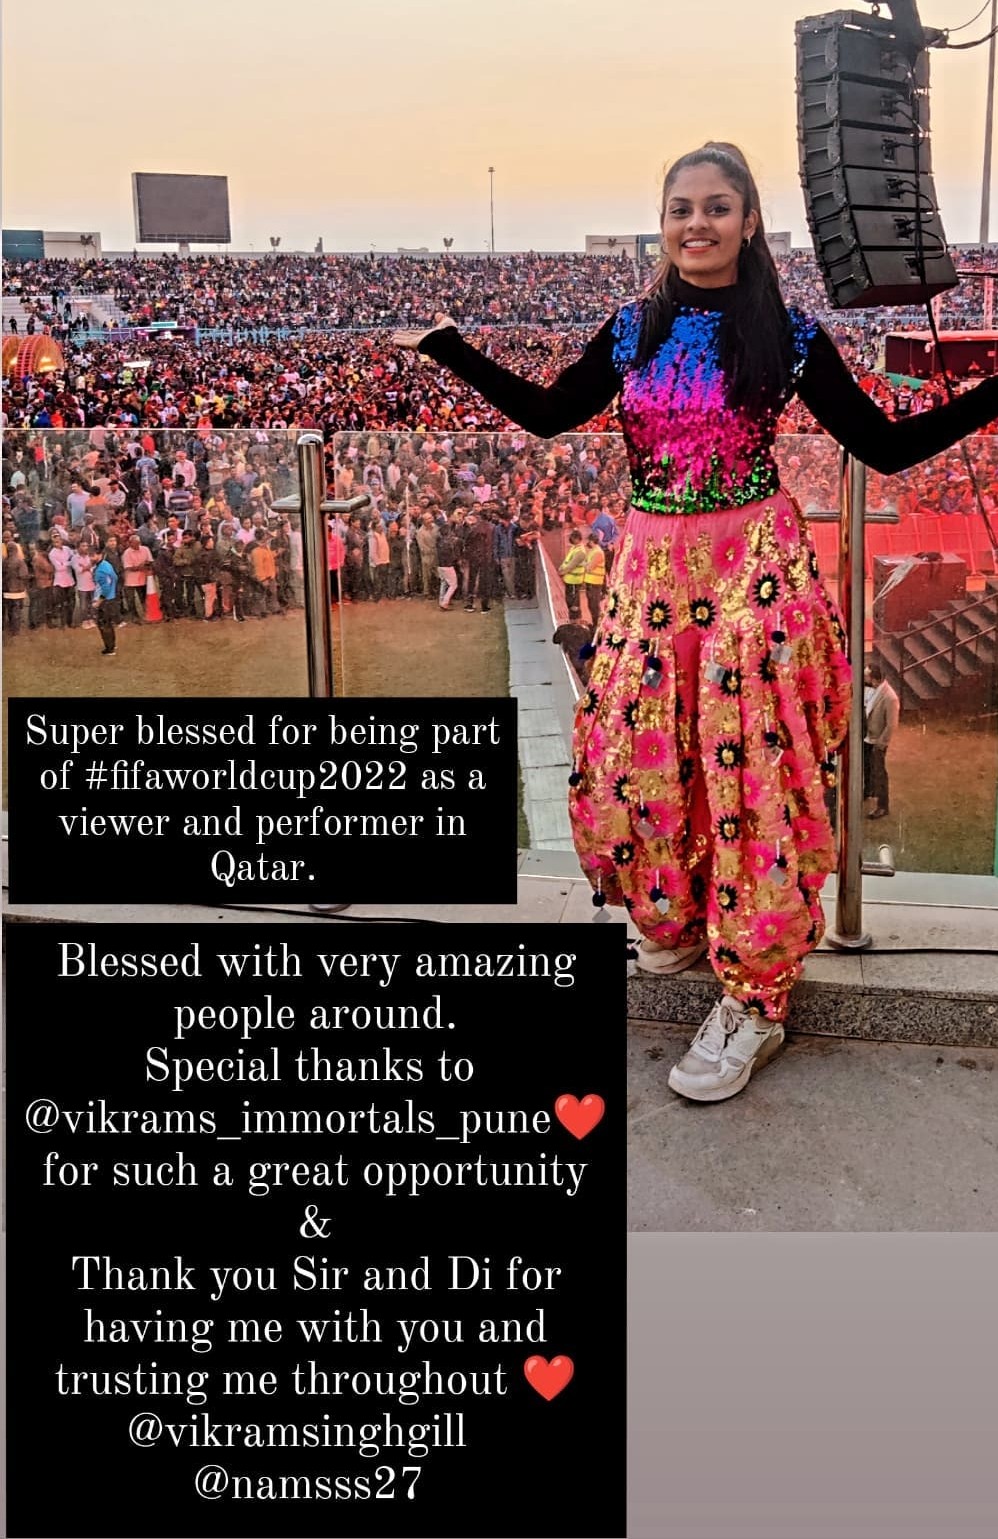 Super blessed for being part
of #fifaworldcup2022 as a
viewer and performer in
Qatar.
Blessed with very amazing
people around.
Special thanks to
@vikrams_immortals_pune❤️
for such a great opportunity
&
Thank you Sir and Di for
having me with you and
trusting me throughout ❤️
@vikramsinghgill
@namsss27